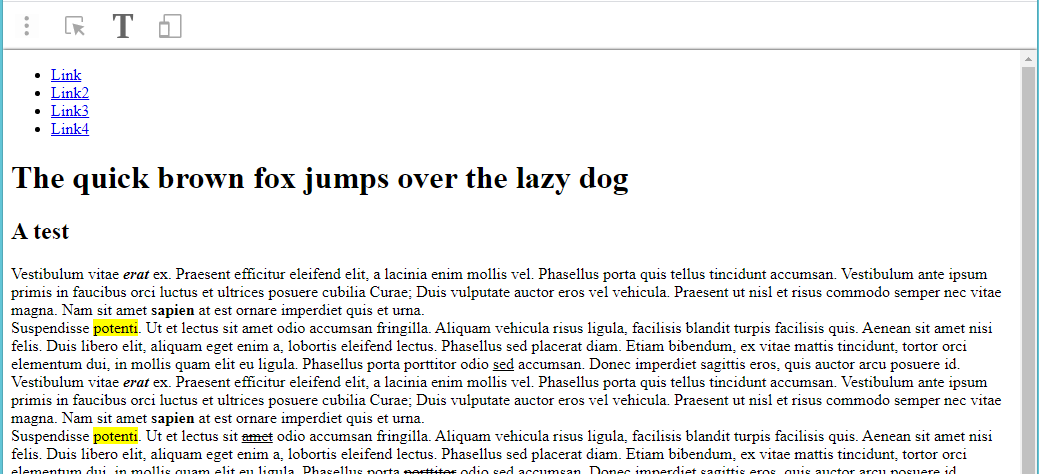 T
Link
Link2
Link3
Link4
The quick brown fox jumps over the lazy dog
A test
Vestibulum vitae erat ex. Praesent efficitur eleifend elit, a lacinia enim mollis vel. Phasellus porta quis tellus tincidunt accumsan. Vestibulum ante ipsum
primis in faucibus orci luctus et ultrices posuere cubilia Curae; Duis vulputate auctor eros vel vehicula. Praesent ut nisl et risus commodo semper nec vitae
magna. Nam sit amet sapien at est ornare imperdiet quis et urna.
Suspendisse potenti. Ut et lectus sit amet odio accumsan fringilla. Aliquam vehicula risus ligula, facilisis blandit turpis facilisis quis. Aenean sit amet nisi
felis. Duis libero elit, aliquam eget enim a, lobortis eleifend lectus. Phasellus sed placerat diam. Etiam bibendum, ex vitae mattis tincidunt, tortor orci
elementum dui, in mollis quam elit eu ligula. Phasellus porta porttitor odio sed accumsan. Donec imperdiet sagittis eros, quis auctor arcu posuere id.
Vestibulum vitae erat ex. Praesent efficitur eleifend elit, a lacinia enim mollis vel. Phasellus porta quis tellus tincidunt accumsan. Vestibulum ante ipsum
primis in faucibus orci luctus et ultrices posuere cubilia Curae; Duis vulputate auctor eros vel vehicula. Praesent ut nisl et risus commodo semper nec vitae
magna. Nam sit amet sapien at est ornare imperdiet quis et urna.
Suspendisse potenti. Ut et lectus sit amet odio accumsan fringilla. Aliquam vehicula risus ligula, facilisis blandit turpis facilisis quis. Aenean sit amet nisi
felis. Duis libero elit, aliquam eget enim a, lobortis eleifend lectus. Phasellus sed placerat diam. Etiam bibendum, ex vitae mattis tincidunt, tortor orci
elementum dui, in mollis quam elit eu ligula. Phasellus porta porttitor odio sed accumsan. Donec imperdiet sagittis eros, quis auctor arcu posuere id.